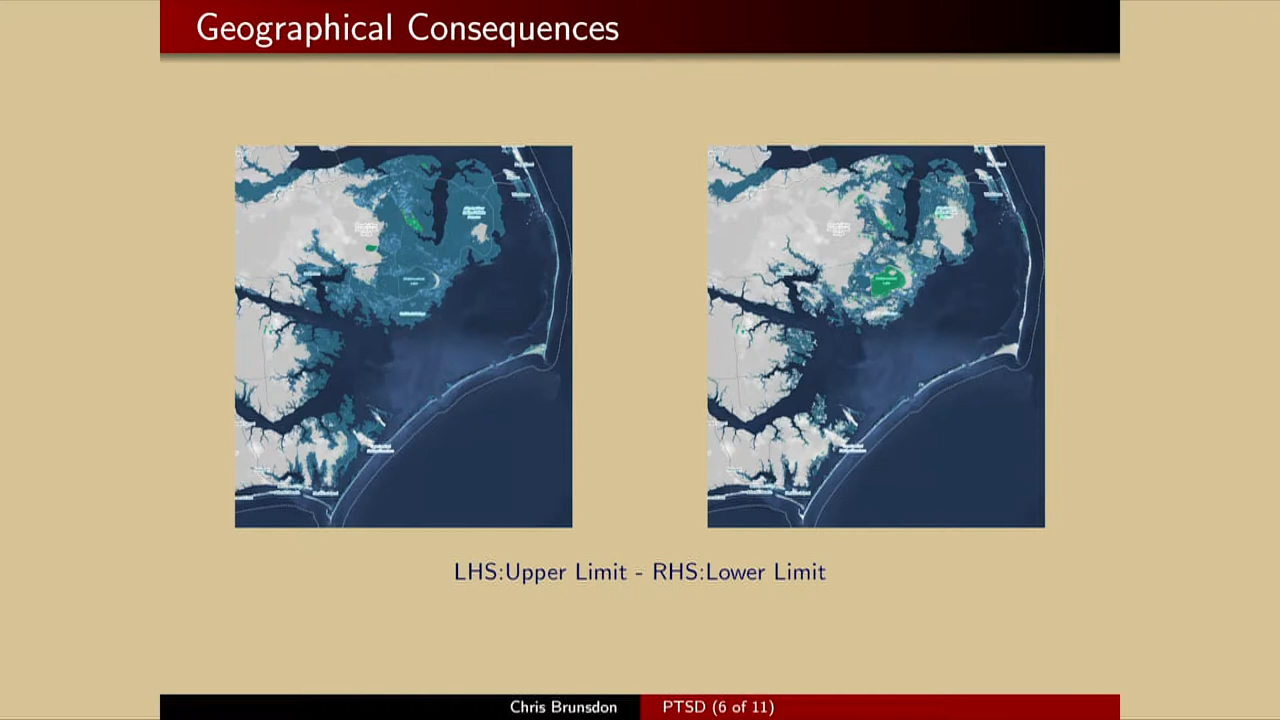 Geographical Consequences
LHS:Upper Limit - RHS:Lower Limit
Chris Brunsdon
PTSD (6 of 11)